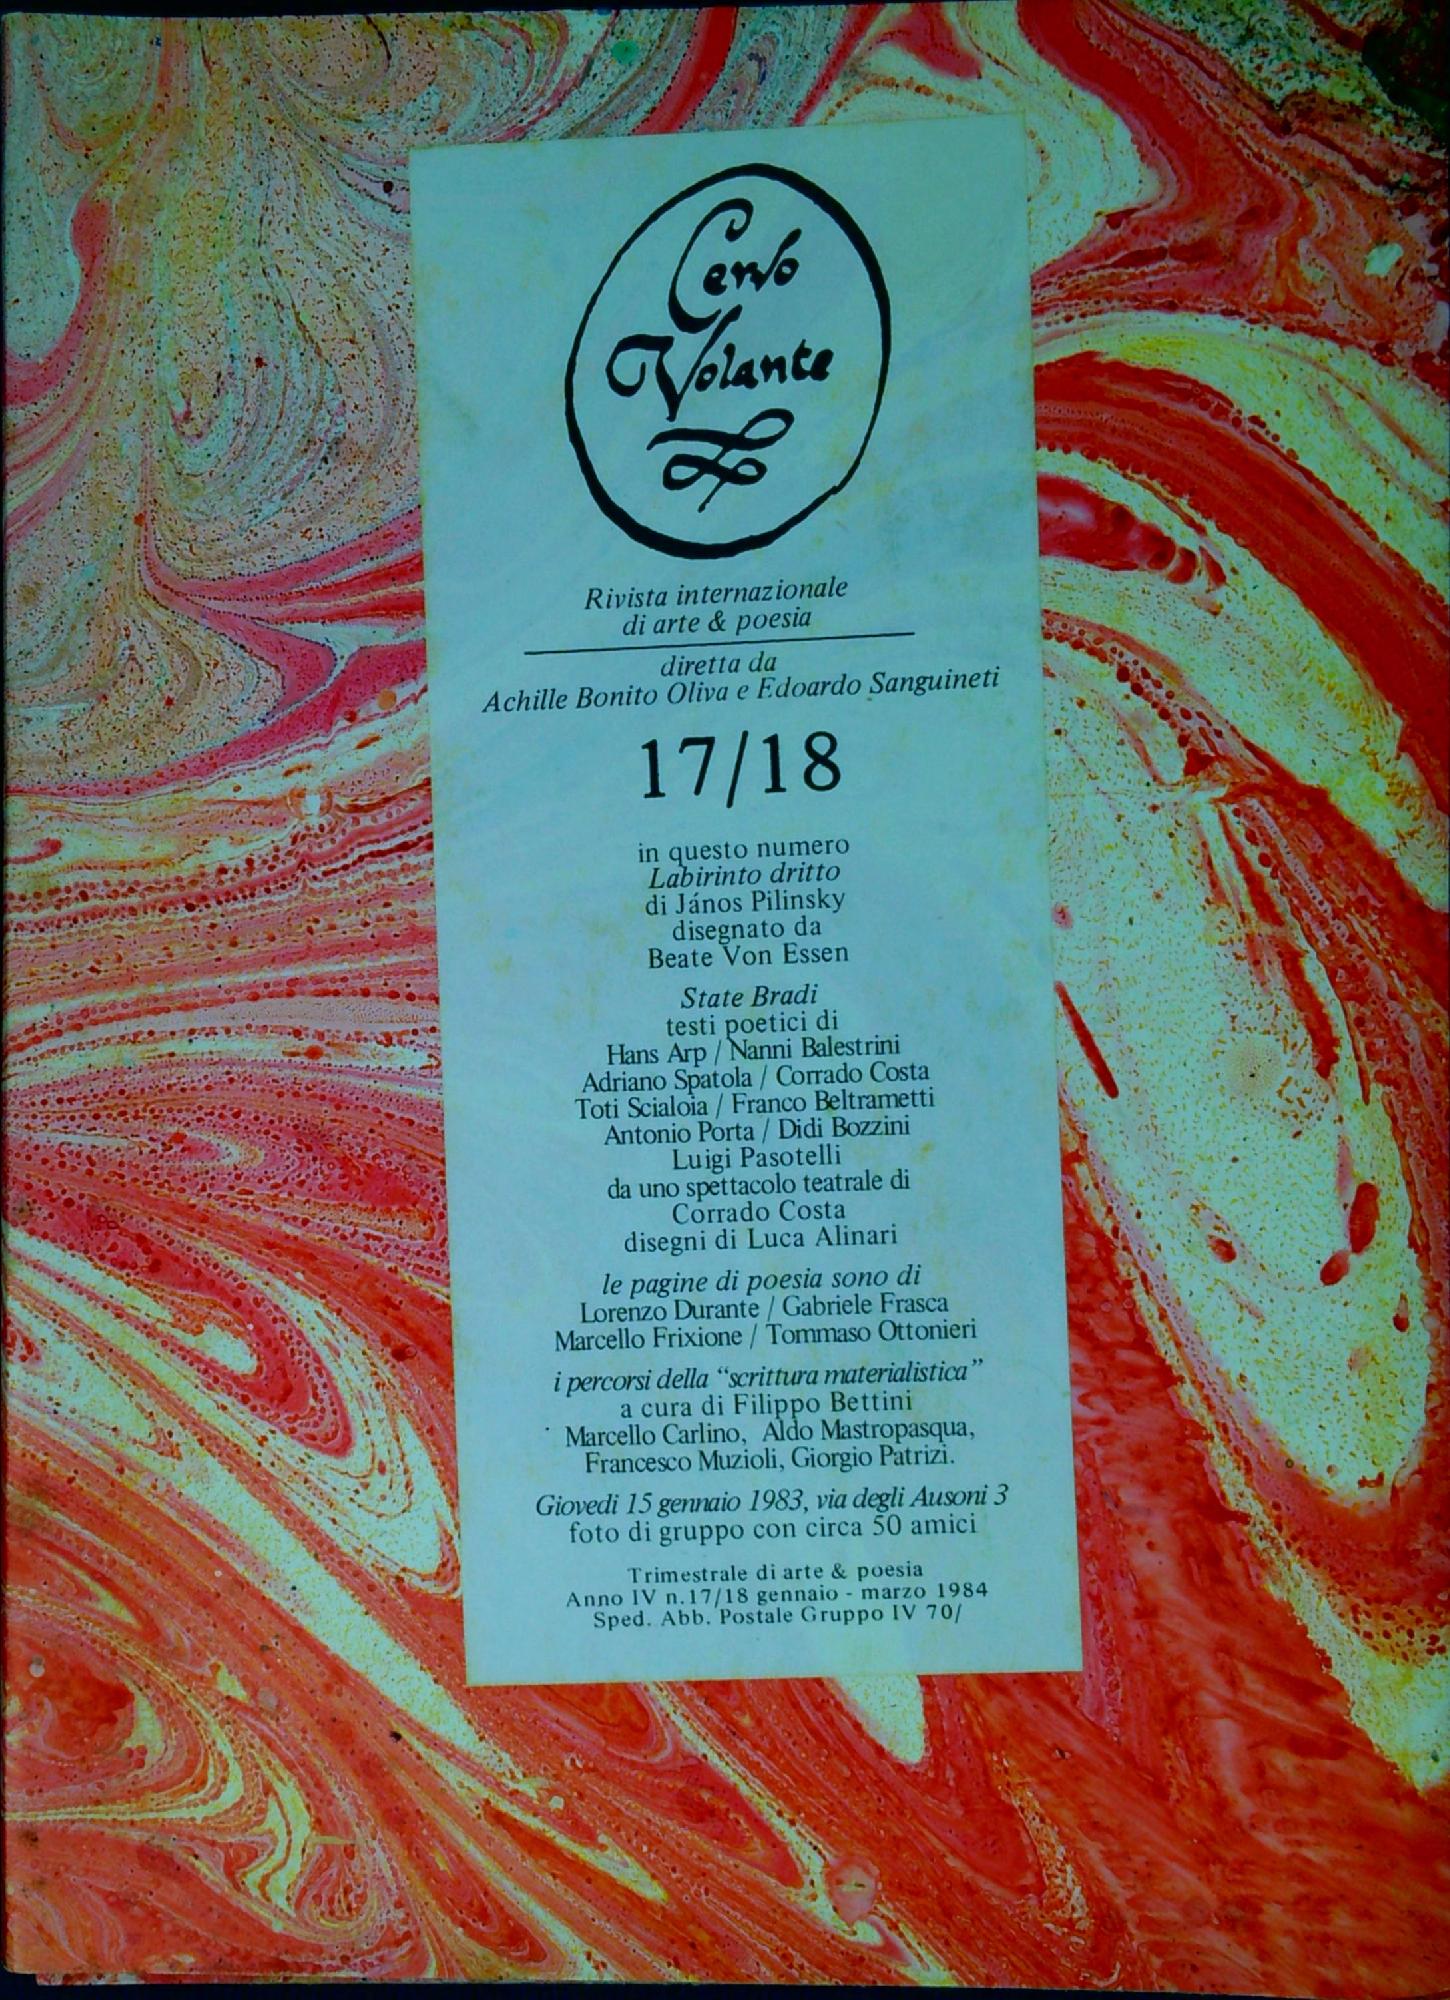 Cervo
Volante
Rivista internazionale
di arte & poesia
diretta da
Achille Bonito Oliva e Edoardo Sanguineti
17/18
in questo numero
Labirinto dritto
di János Pilinsky
disegnato da
Beate Von Essen
State Bradi
testi poetici di
Hans Arp / Nanni Balestrini
Adriano Spatola / Corrado Costa
Toti Scialoia / Franco Beltrametti
Antonio Porta / Didi Bozzini
Luigi Pasotelli
da uno spettacolo teatrale di
Corrado Costa
disegni di Luca Alinari
le pagine di poesia sono di
Lorenzo Durante / Gabriele Frasca
Marcello Frixione / Tommaso Ottonieri
i percorsi della “scrittura materialistica”
a cura di Filippo Bettini
Marcello Carlino, Aldo Mastropasqua,
Francesco Muzioli, Giorgio Patrizi.
Giovedi 15 gennaio 1983, via degli Ausoni 3
foto di gruppo con circa 50 amici
Trimestrale di arte & poesia
Anno IV n.17/18 gennaio - marzo 1984
Sped. Abb. Postale Gruppo IV 70/